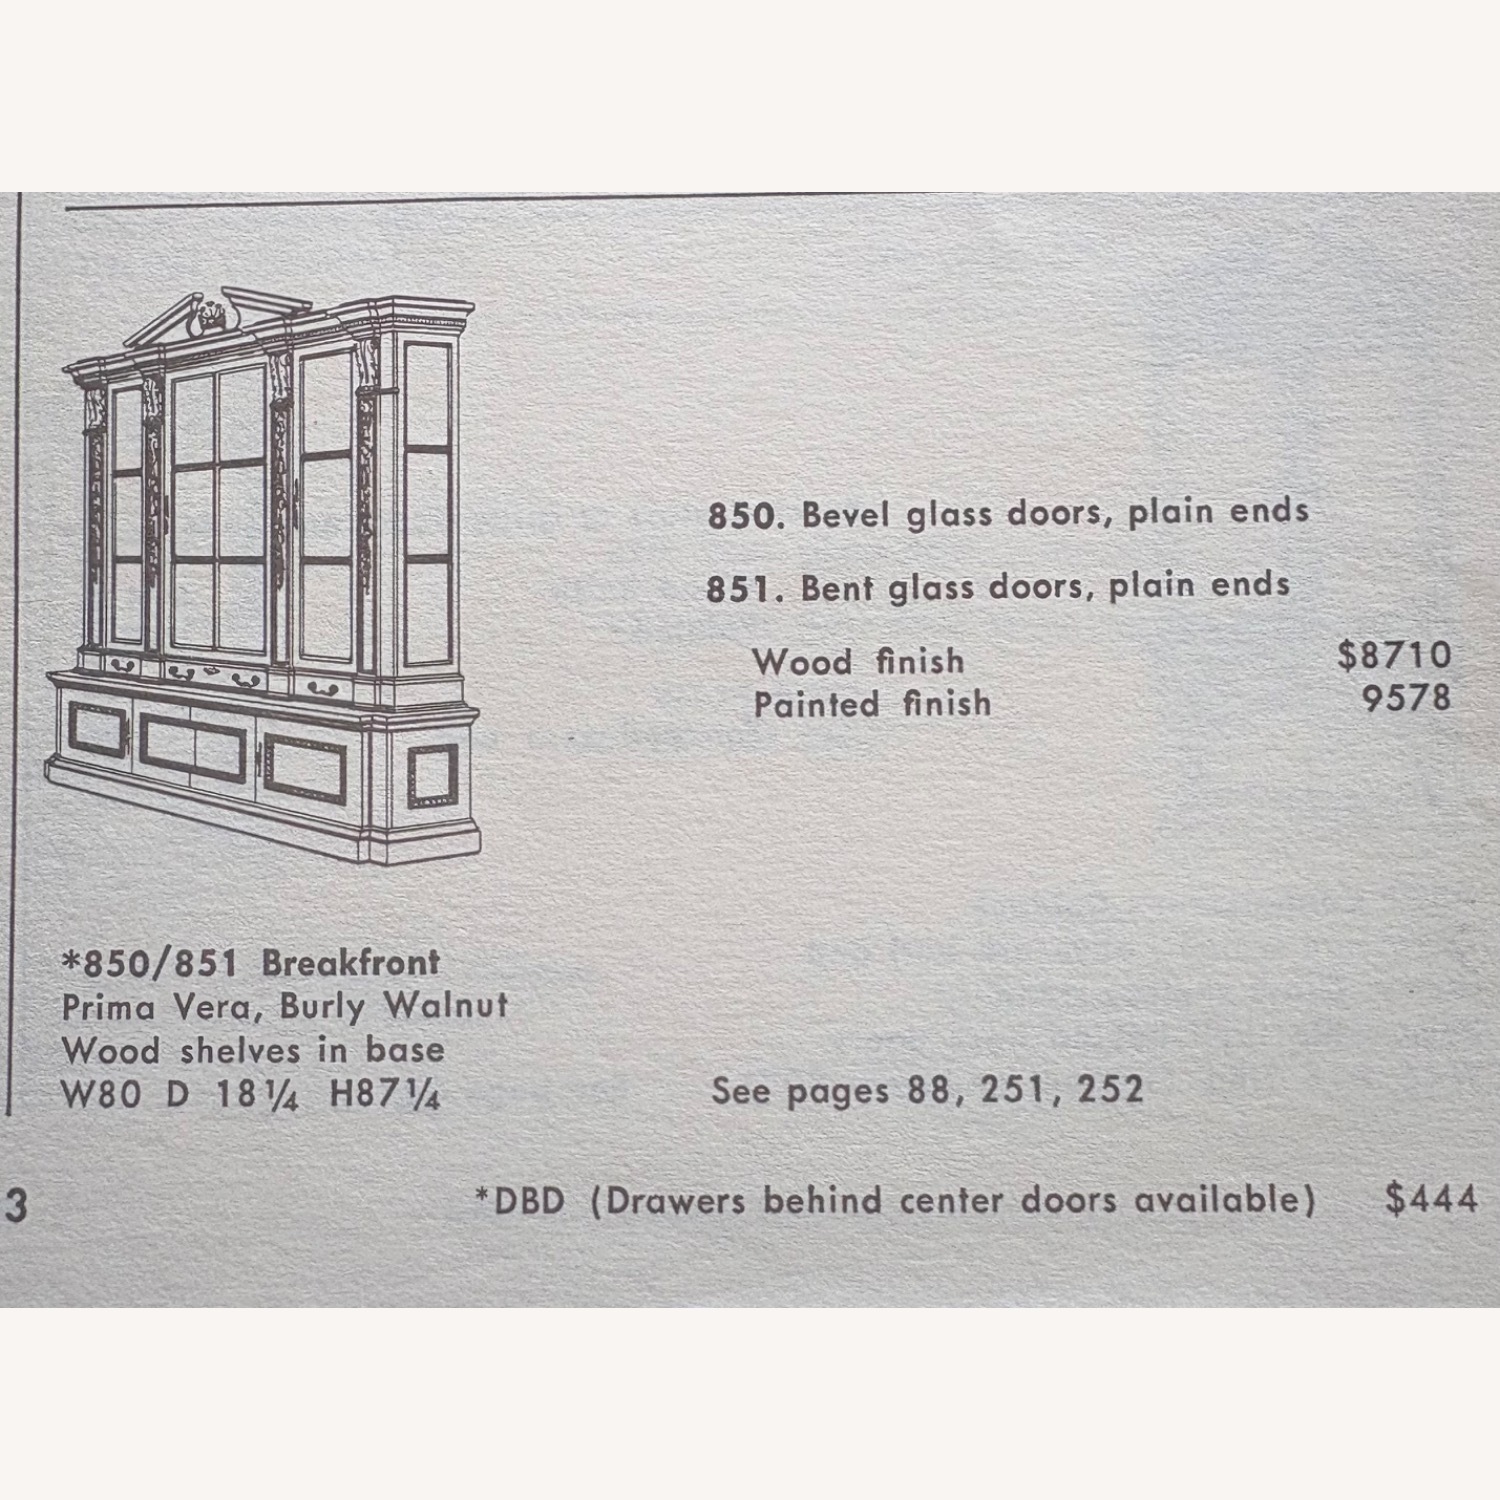 850. Bevel glass doors, plain ends
851. Bent glass doors, plain ends
Wood finish $8710
Painted finish 9578
*850/851 Breakfront
Prima Vera, Burly Walnut
Wood shelves in base
W80 D 18¼ H87¼
See pages 88, 251, 252
3
*DBD (Drawers behind center doors available) $444